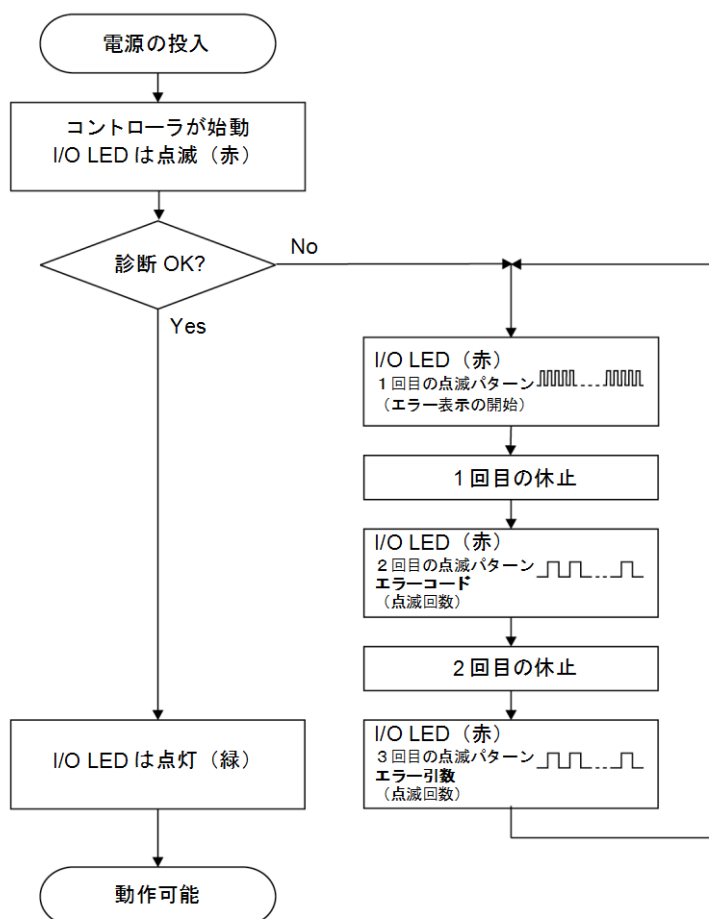 電源の投入
コントローラが始動
I/O LED は点滅（赤）
診断 OK?
No
Yes
I/O LED（赤）
1 回目の点滅パターン
（エラー表示の開始）
1 回目の休止
I/O LED（赤）
2 回目の点滅パターン
エラーコード
（点滅回数）
2 回目の休止
I/O LED（赤）
3 回目の点滅パターン
エラー引数
（点滅回数）
I/O LED は点灯（緑）
動作可能